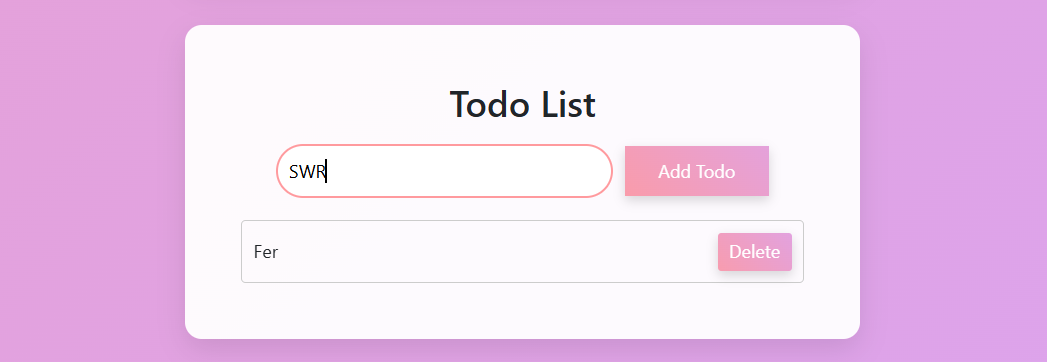 Todo List
SWR
Add Todo
Fer
Delete